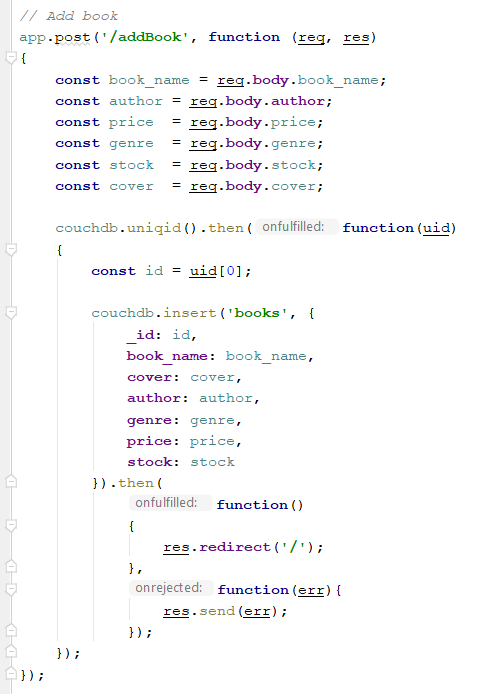 // Add book
app.post('/addBook', function (req, res)
{
    const book_name = req.body.book_name;
    const author = req.body.author;
    const price  = req.body.price;
    const genre  = req.body.genre;
    const stock  = req.body.stock;
    const cover  = req.body.cover;

    couchdb.uniqid().then( onfulfilled: function(uid)
    {
        const id = uid[0];

        couchdb.insert('books', {
            _id: id,
            book_name: book_name,
            cover: cover,
            author: author,
            genre: genre,
            price: price,
            stock: stock
        }).then(
            onfulfilled: function()
            {
                res.redirect('/');
            },
            onrejected: function(err){
                res.send(err);
            });
    });
});